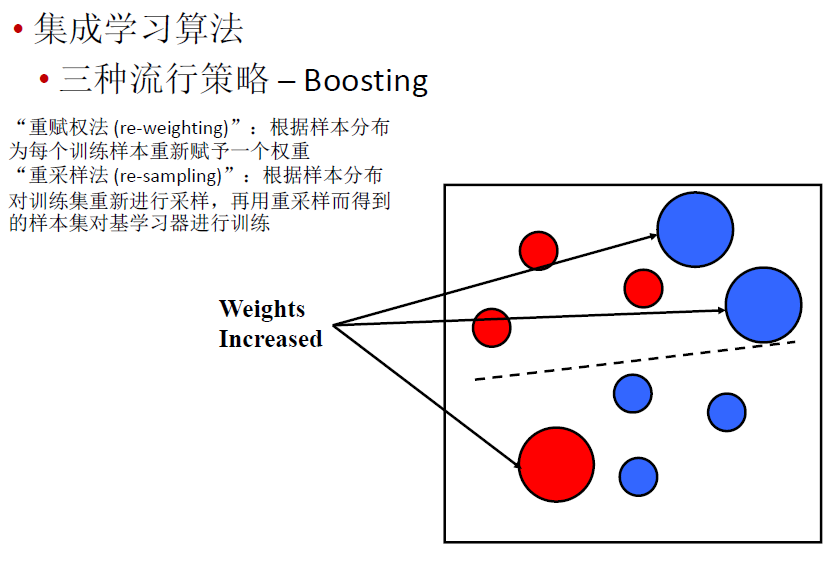 • 集成学习算法
• 三种流行策略 – Boosting
“重赋权法 (re-weighting)”：根据样本分布
为每个训练样本重新赋予一个权重
“重采样法 (re-sampling)”：根据样本分布
对训练集重新进行采样，再用重采样而得到
的样本集对基学习器进行训练
Weights
Increased